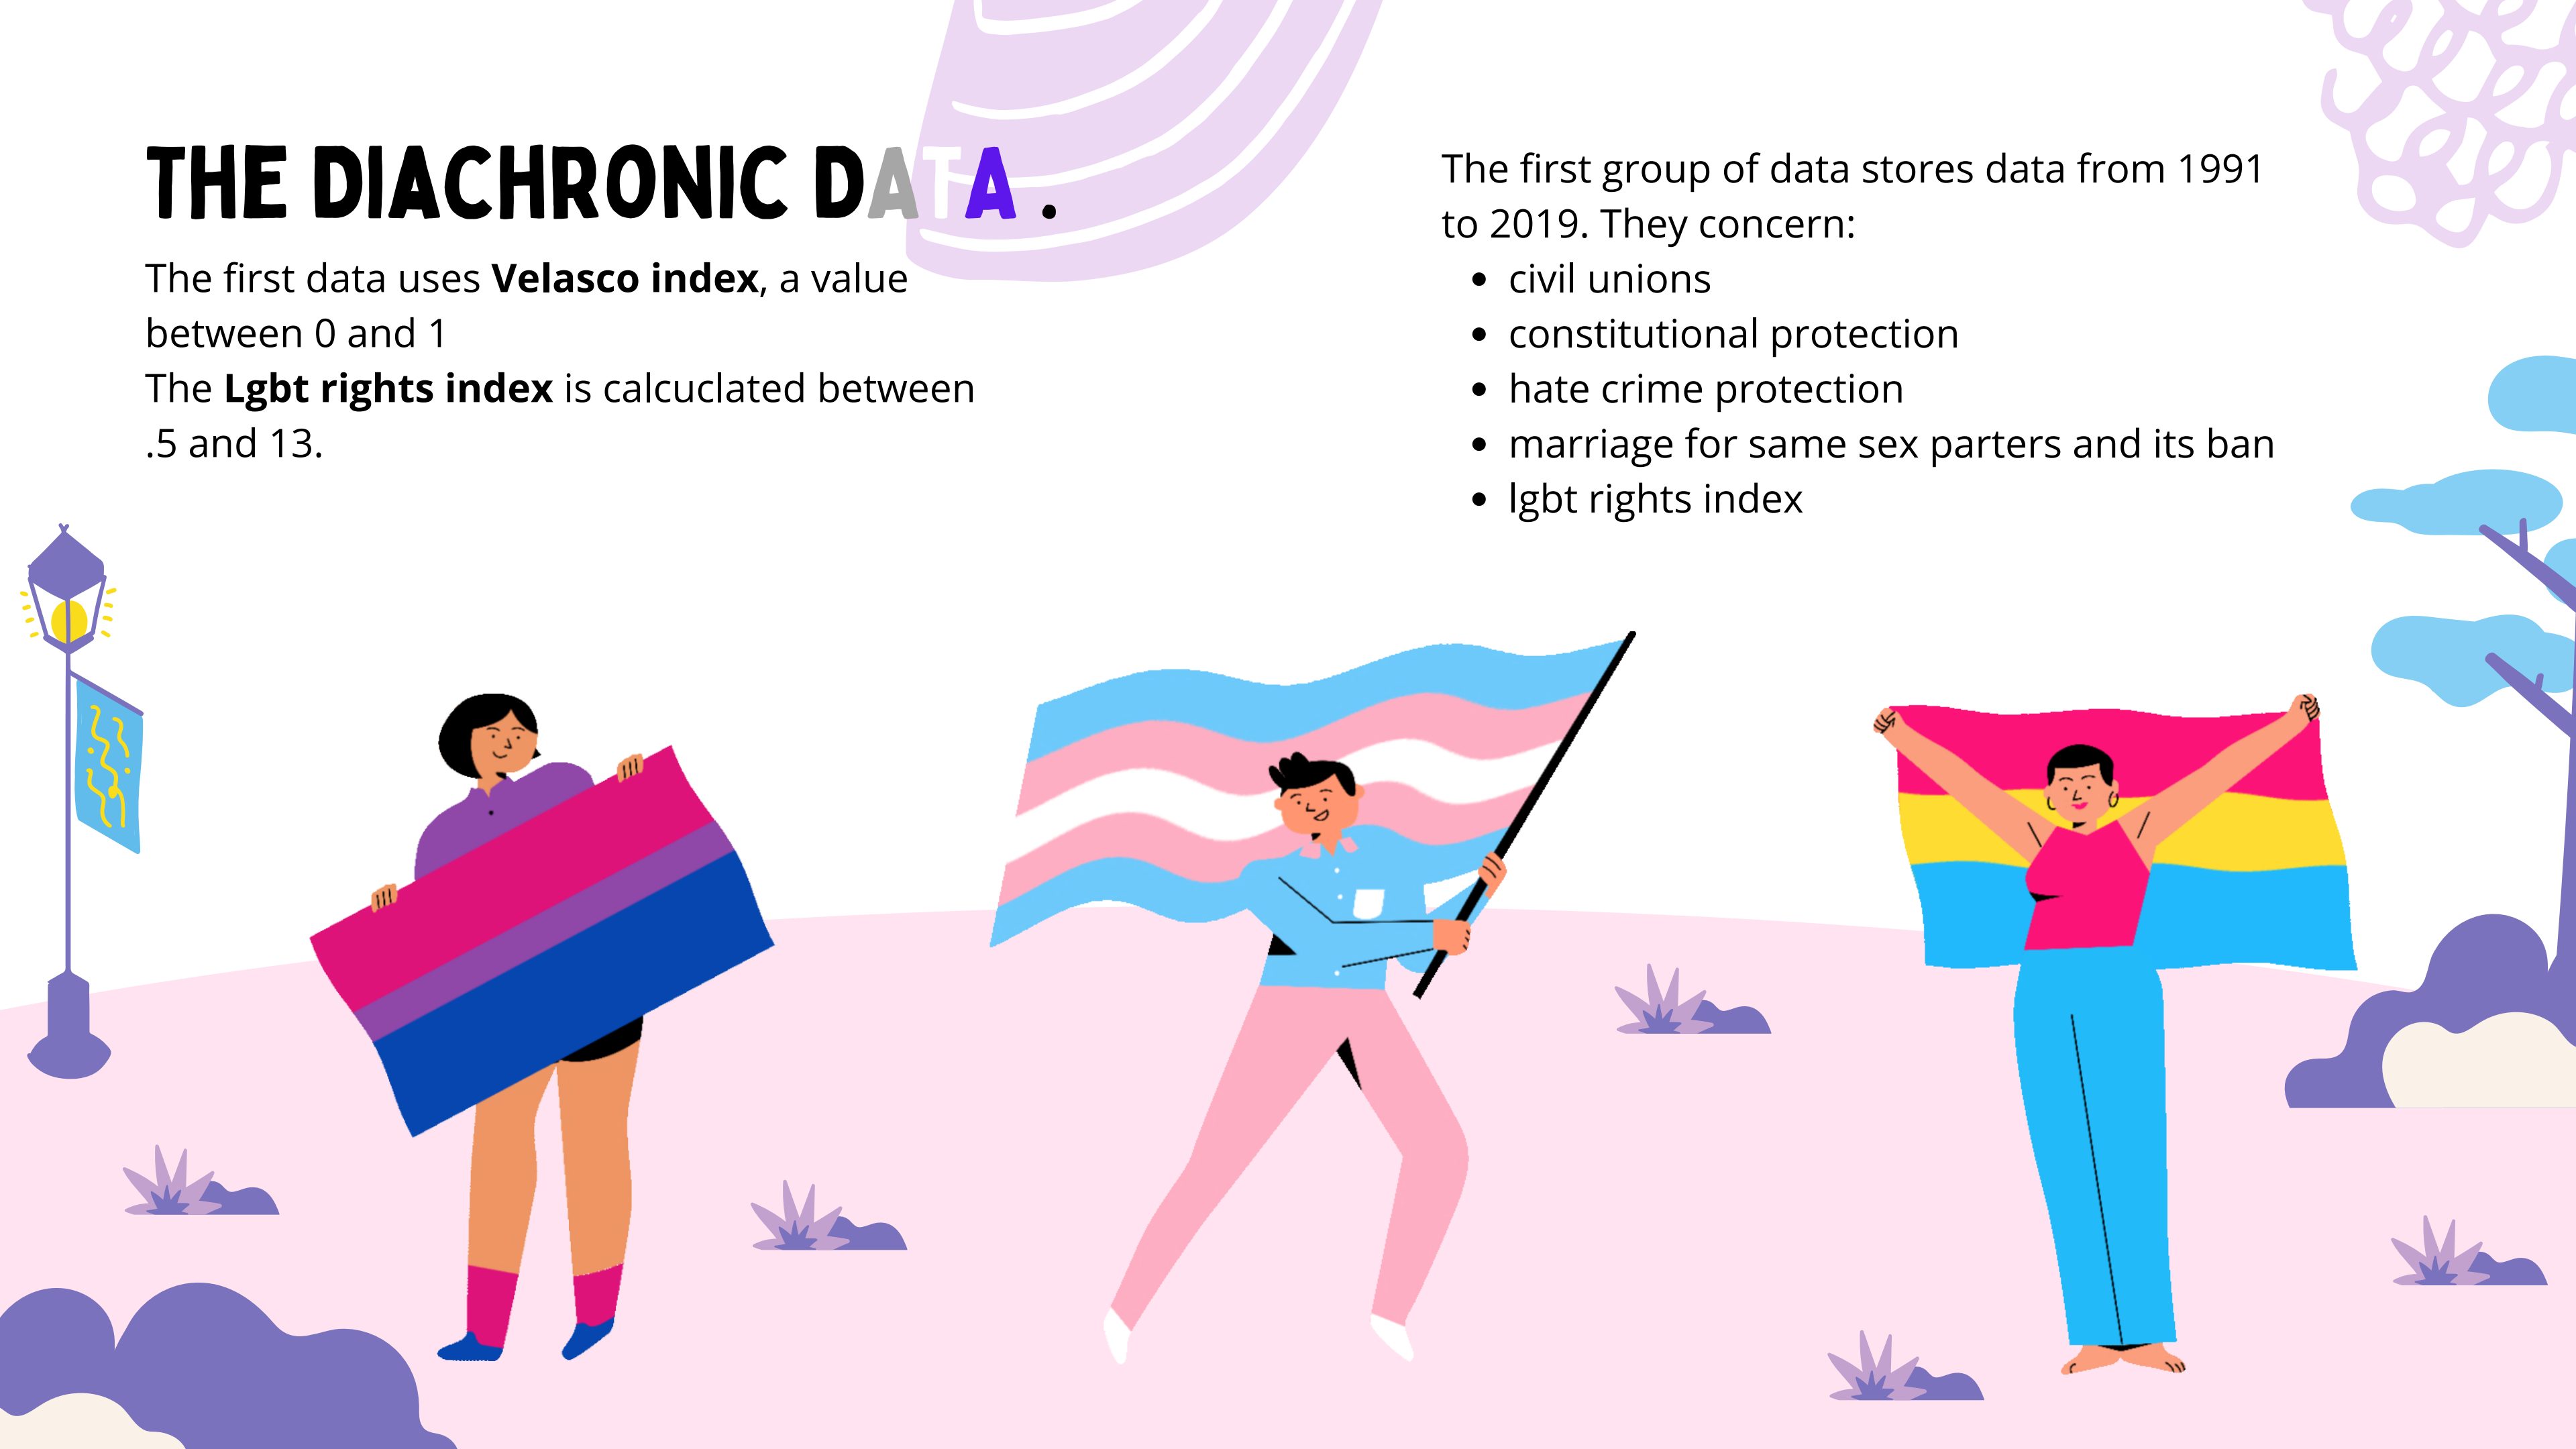 THE DIACHRONIC DATA .
The first data uses Velasco index, a value
between 0 and 1
The Lgbt rights index is calcuclated between
.5 and 13.
The first group of data stores data from 1991
to 2019. They concern:
• civil unions
• constitutional protection
• hate crime protection
• marriage for same sex parters and its ban
• lgbt rights index